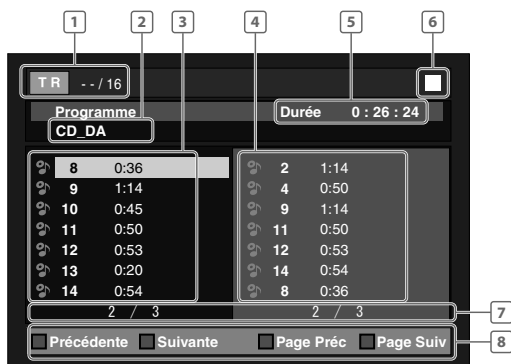 1 2 3 4 5 6
TR - - / 16
Programme Durée 0 : 26 : 24
CD_DA
8 0:36 2 1:14
9 1:14 4 0:50
10 0:45 9 1:14
11 0:50 11 0:50
12 0:53 12 0:53
13 0:20 14 0:54
14 0:54 8 0:36
2 / 3 2 / 3
7
Précédente Suivante Page Préc Page Suiv
8